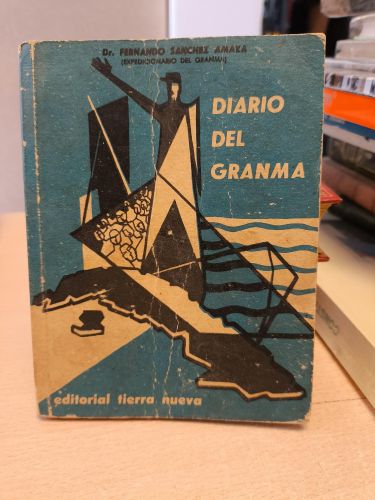 Dr. FERNANDO SANCHEZ AMAYA
(EXPEDICIONARIO DEL GRANMA)
DIARIO
DEL
GRANMA
editorial tierra nueva